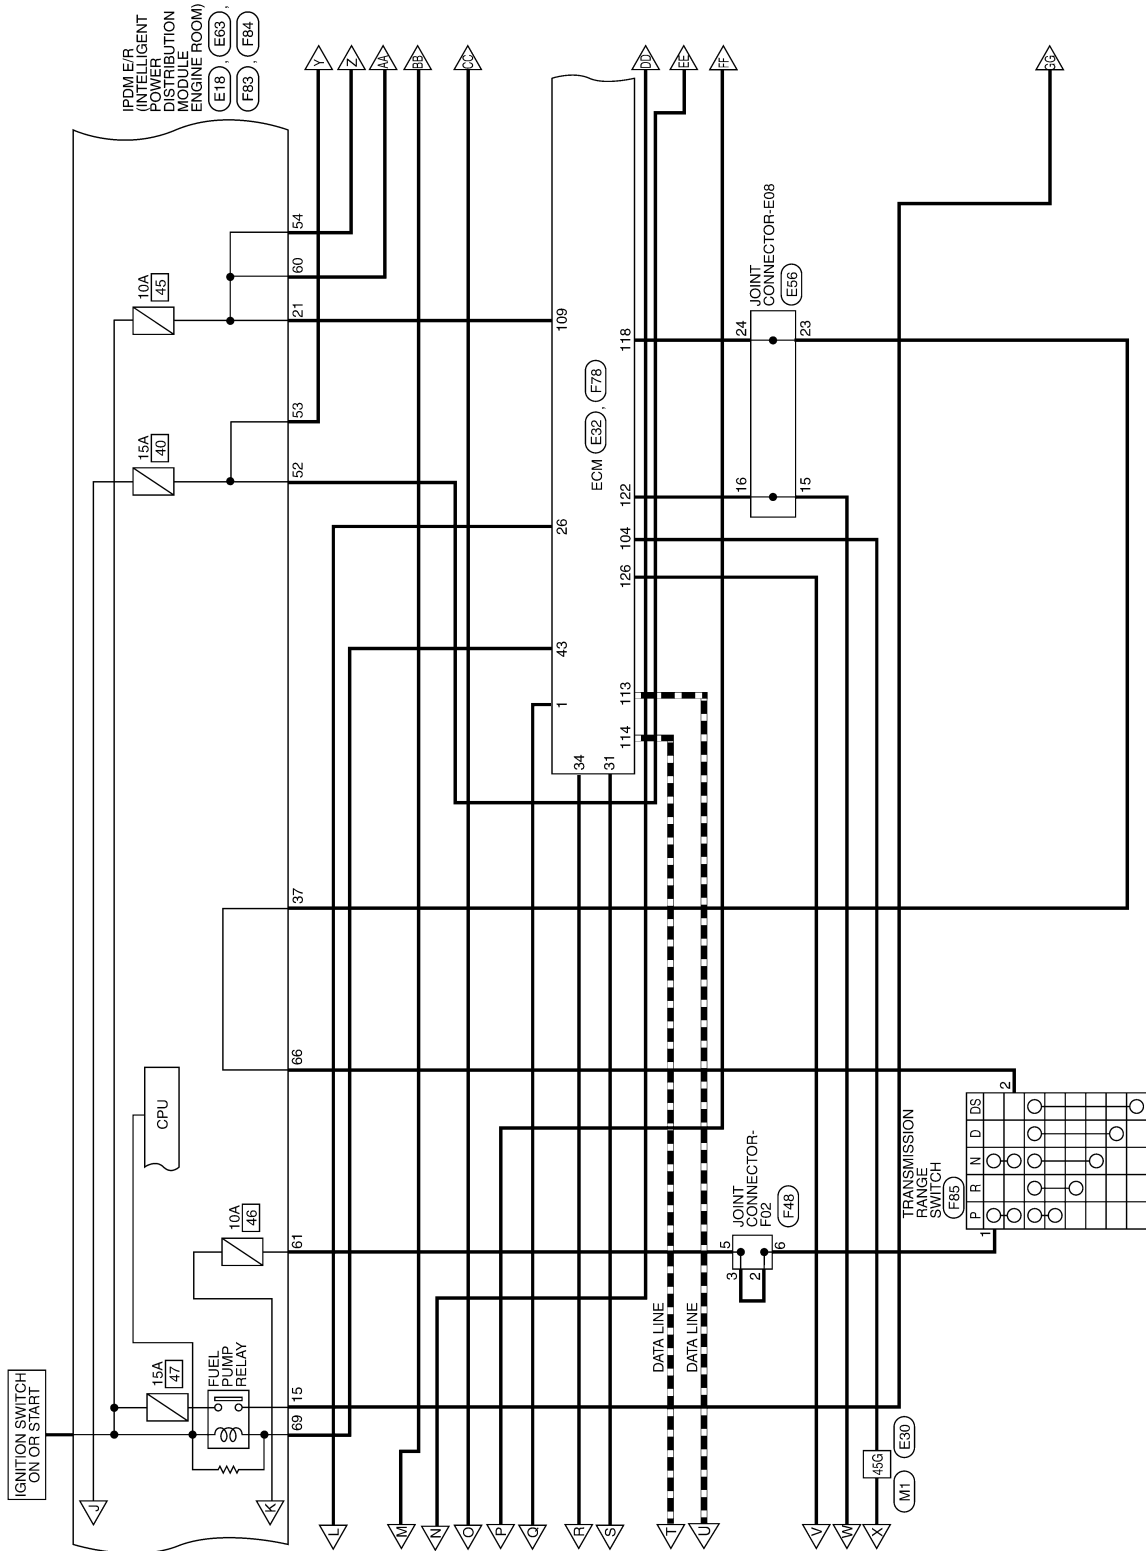 IPDM E/R
(INTELLIGENT
POWER
DISTRIBUTION
MODULE
ENGINE ROOM)
E18 , E63 ,
F83 , F84
IGNITION SWITCH
ON OR START
J
K
15A
47
FUEL
PUMP
RELAY
CPU
10A
46
15A
40
10A
45
69
15
61
66
37
52
53
21
60
54
Y
Z
AA
BB
CC
DD
EE
FF
GG
L
M
N
O
P
Q
R
S
T
U
V
W
X
ECM E32 , F78
34
31
1
43
26
109
114
113
126
104
122
118
DATA LINE
DATA LINE
JOINT
CONNECTOR-E08
E56
16
24
15
23
JOINT
CONNECTOR-
F02
F48
5
3
2
6
45G
M1
E30
TRANSMISSION
RANGE
SWITCH
F85
1
2
P R N D DS